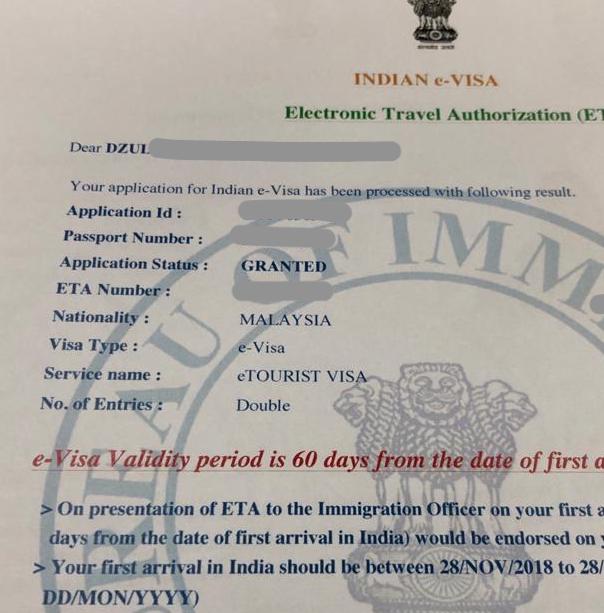 INDIAN e-VISA
Electronic Travel Authorization (ET
Dear DZUL
Your application for Indian e-Visa has been processed with following result.
Application Id :
Passport Number :
Application Status : GRANTED
ETA Number :
Nationality : MALAYSIA
Visa Type : e-Visa
Service name : eTOURIST VISA
No. of Entries : Double
e-Visa Validity period is 60 days from the date of first a
> On presentation of ETA to the Immigration Officer on your first a
days from the date of first arrival in India) would be endorsed on y
> Your first arrival in India should be between 28/NOV/2018 to 28/
DD/MON/YYYY)
BUREAU OF IMM